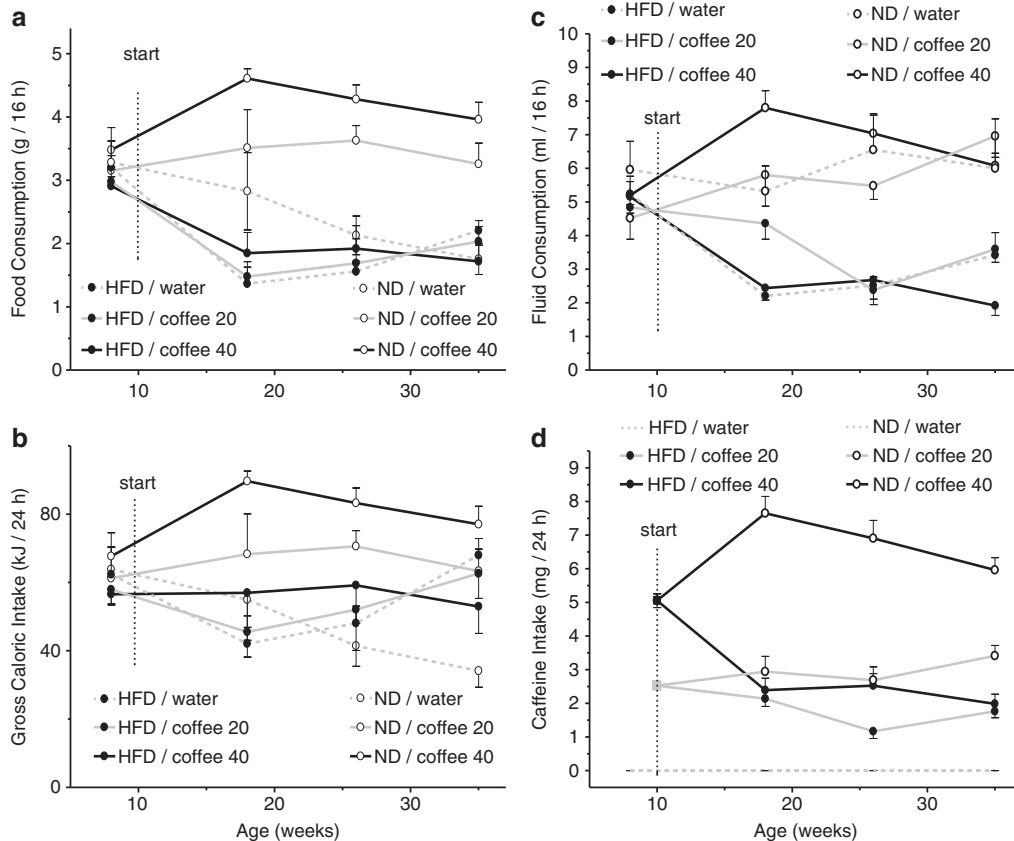 a
Food Consumption (g / 16 h)
5
4
3
2
1
0
start
HFD / water
HFD / coffee 20
HFD / coffee 40
ND / water
ND / coffee 20
ND / coffee 40
10
20
30
c
Fluid Consumption (ml / 16 h)
HFD / water
HFD / coffee 20
HFD / coffee 40
ND / water
ND / coffee 20
ND / coffee 40
10
9
8
7
6
5
4
3
2
1
0
start
10
20
30
b
Gross Caloric Intake (kJ / 24 h)
80
40
0
start
HFD / water
HFD / coffee 20
HFD / coffee 40
ND / water
ND / coffee 20
ND / coffee 40
10
20
30
Age (weeks)
d
Caffeine Intake (mg / 24 h)
HFD / water
HFD / coffee 20
HFD / coffee 40
ND / water
ND / coffee 20
ND / coffee 40
9
8
7
6
5
4
3
2
1
0
start
10
20
30
Age (weeks)